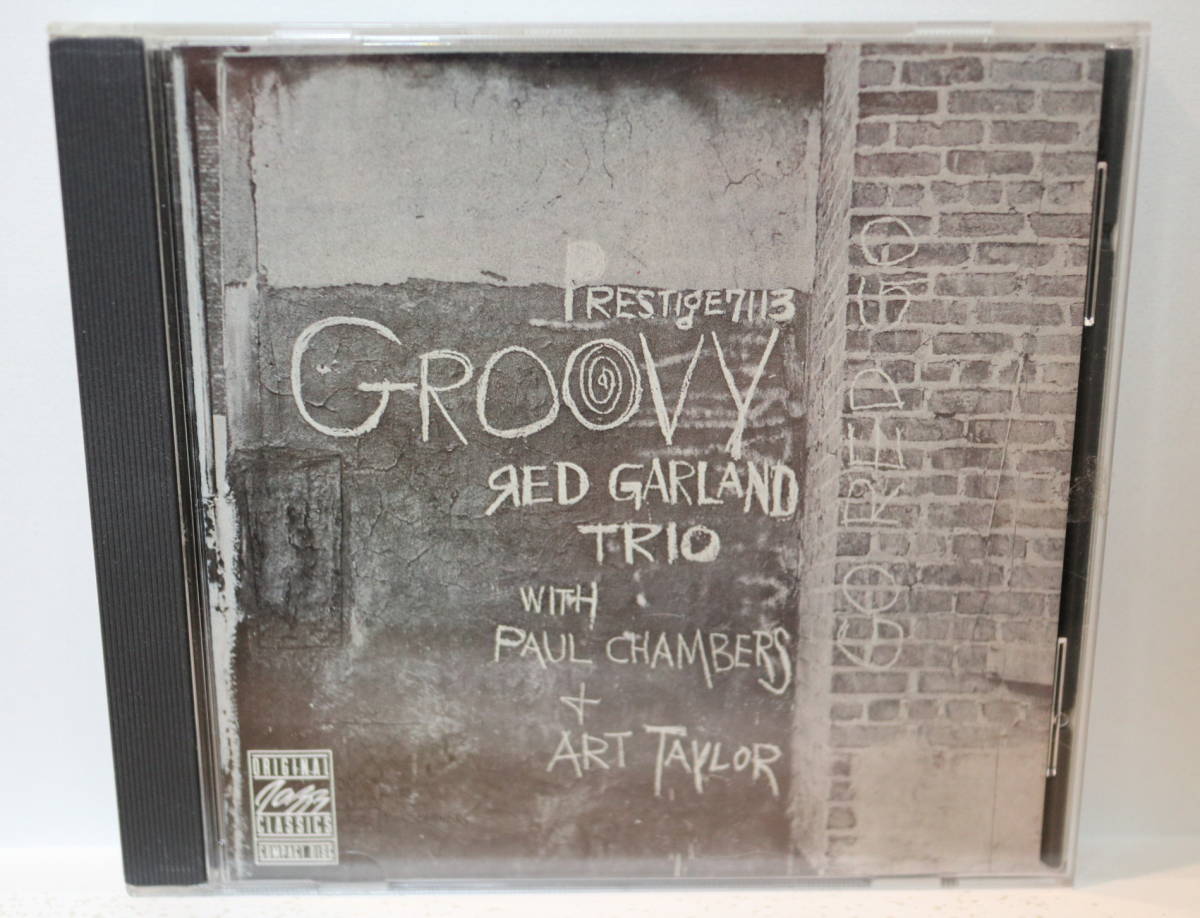 PRESTIGE 7113
GROOVY
RED GARLAND
TRIO
WITH
PAUL CHAMBERS
+
ART TAYLOR
ORIGINAL
Jazz
CLASSICS
COMPACT DISC